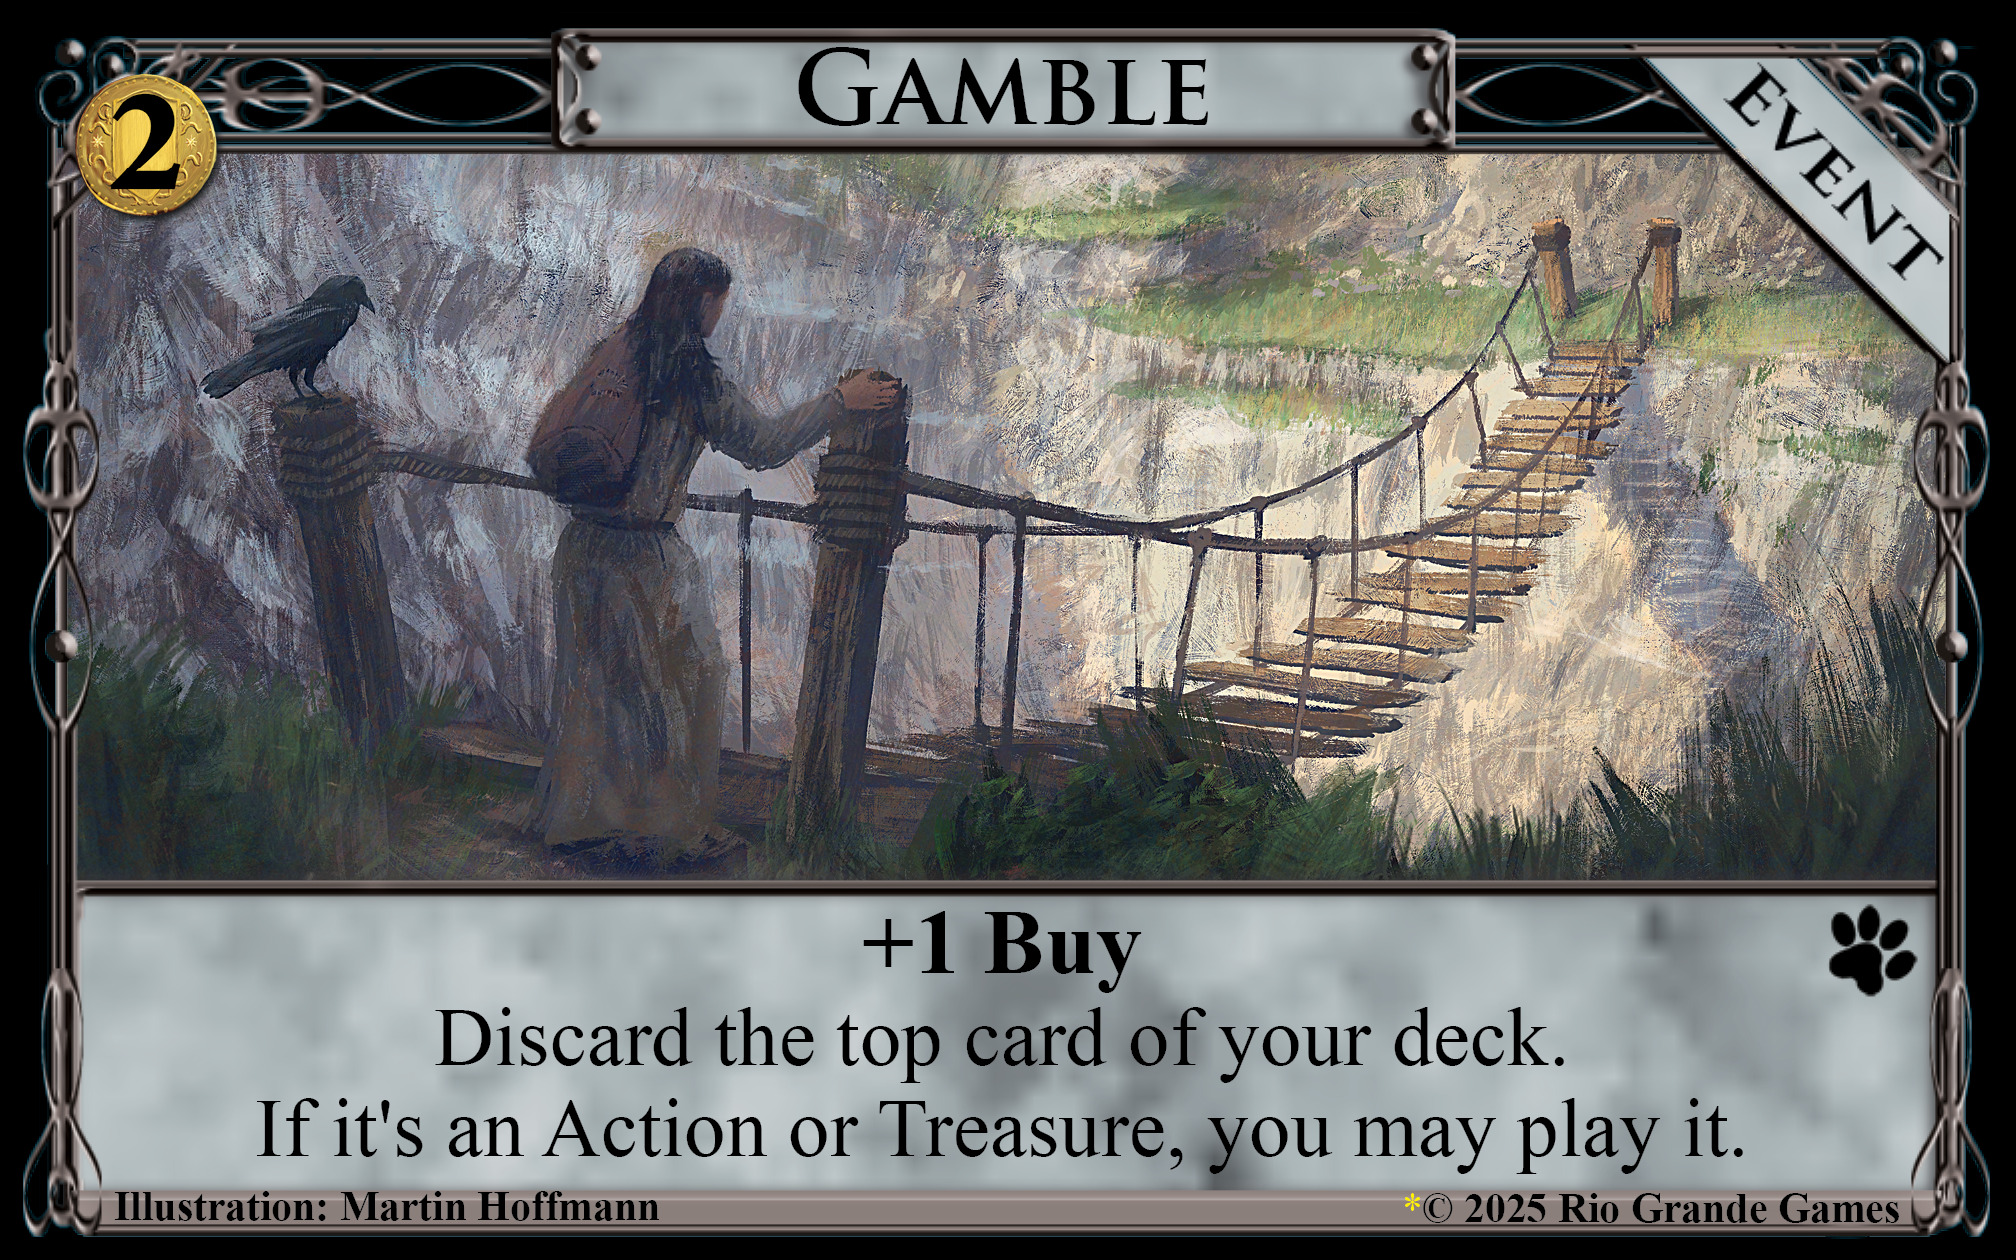 2
GAMBLE
EVENT
+1 Buy
Discard the top card of your deck.
If it's an Action or Treasure, you may play it.
Illustration: Martin Hoffmann
*© 2025 Rio Grande Games